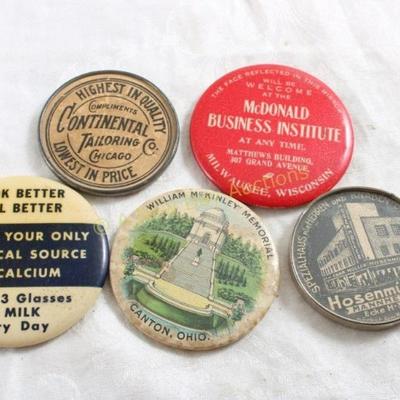 HIGHEST IN QUALITY
COMPLIMENTS
CONTINENTAL
TAILORING Co.
CHICAGO
LOWEST IN PRICE
THE FACE REFLECTED IN THIS MIRROR
WILL BE
WELCOME
AT THE
McDONALD
BUSINESS INSTITUTE
AT ANY TIME.
MATTHEWS BUILDING,
307 GRAND AVENUE
MILWAUKEE, WISCONSIN
BETTER
BETTER
YOUR ONLY
SOURCE
CALCIUM
3 Glasses
MILK
Day
WILLIAM McKINLEY MEMORIAL
CANTON, OHIO.
SPEZIALHAUS
Auctions